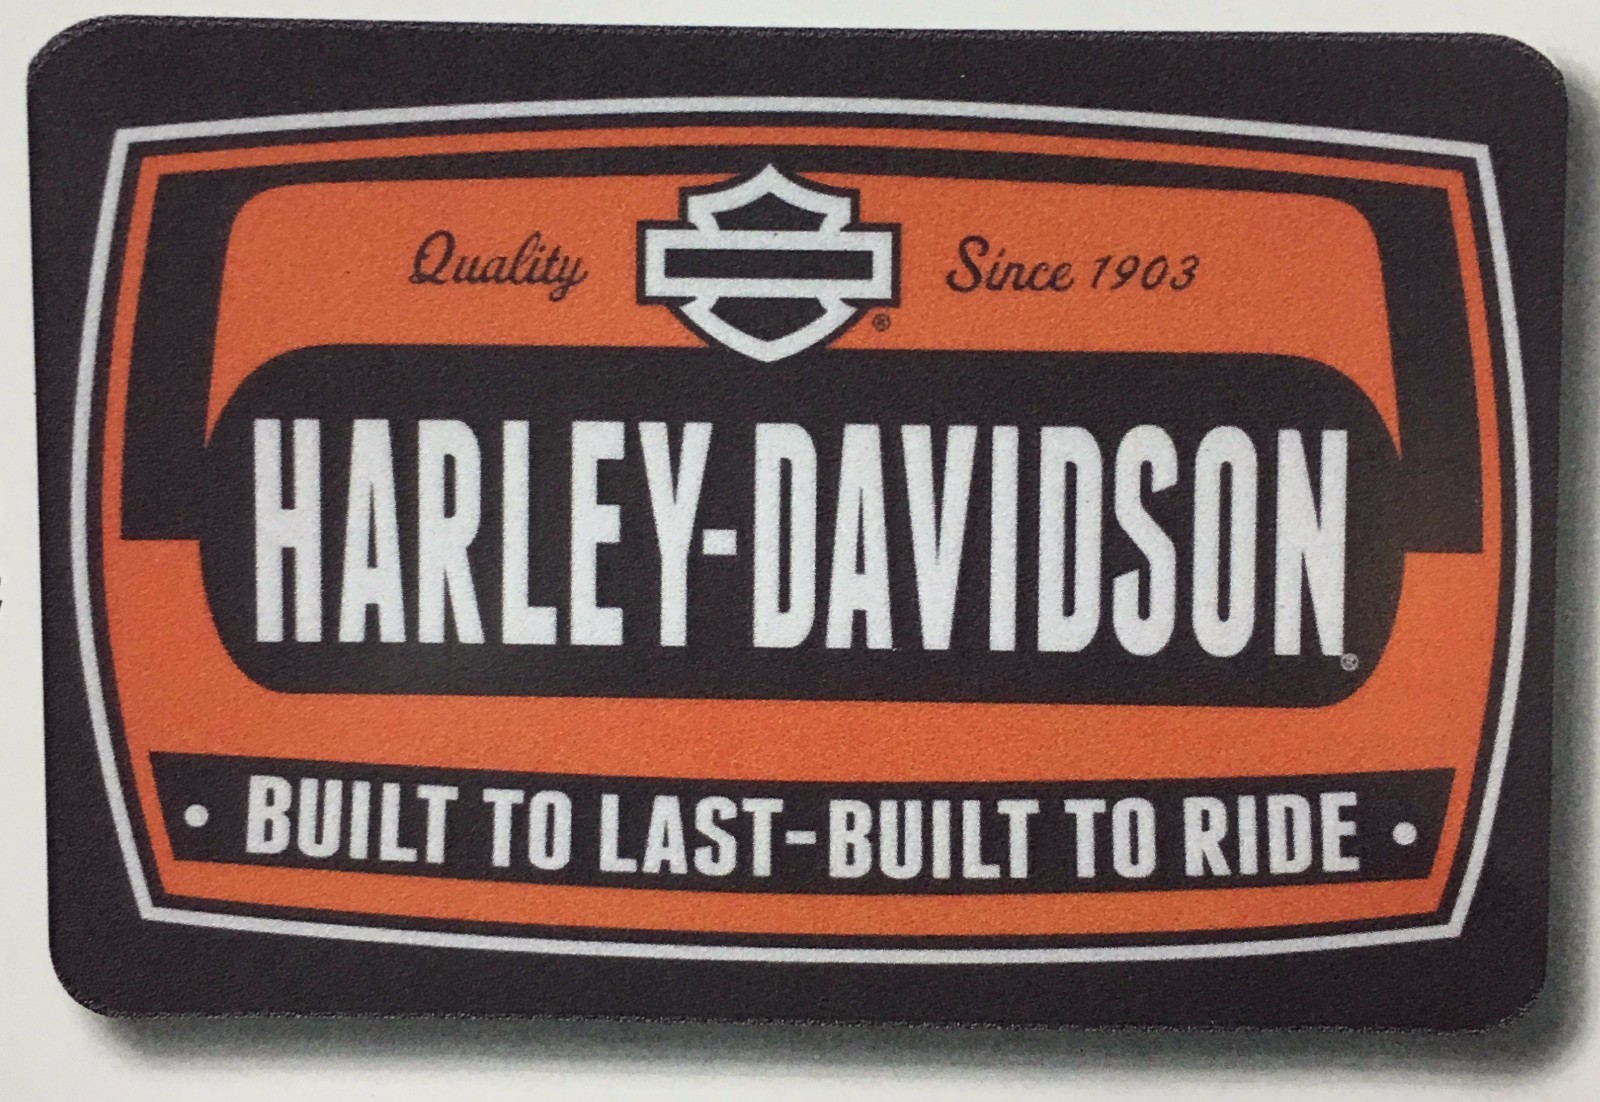 Quality Since 1903
®
HARLEY-DAVIDSON®
• BUILT TO LAST-BUILT TO RIDE •